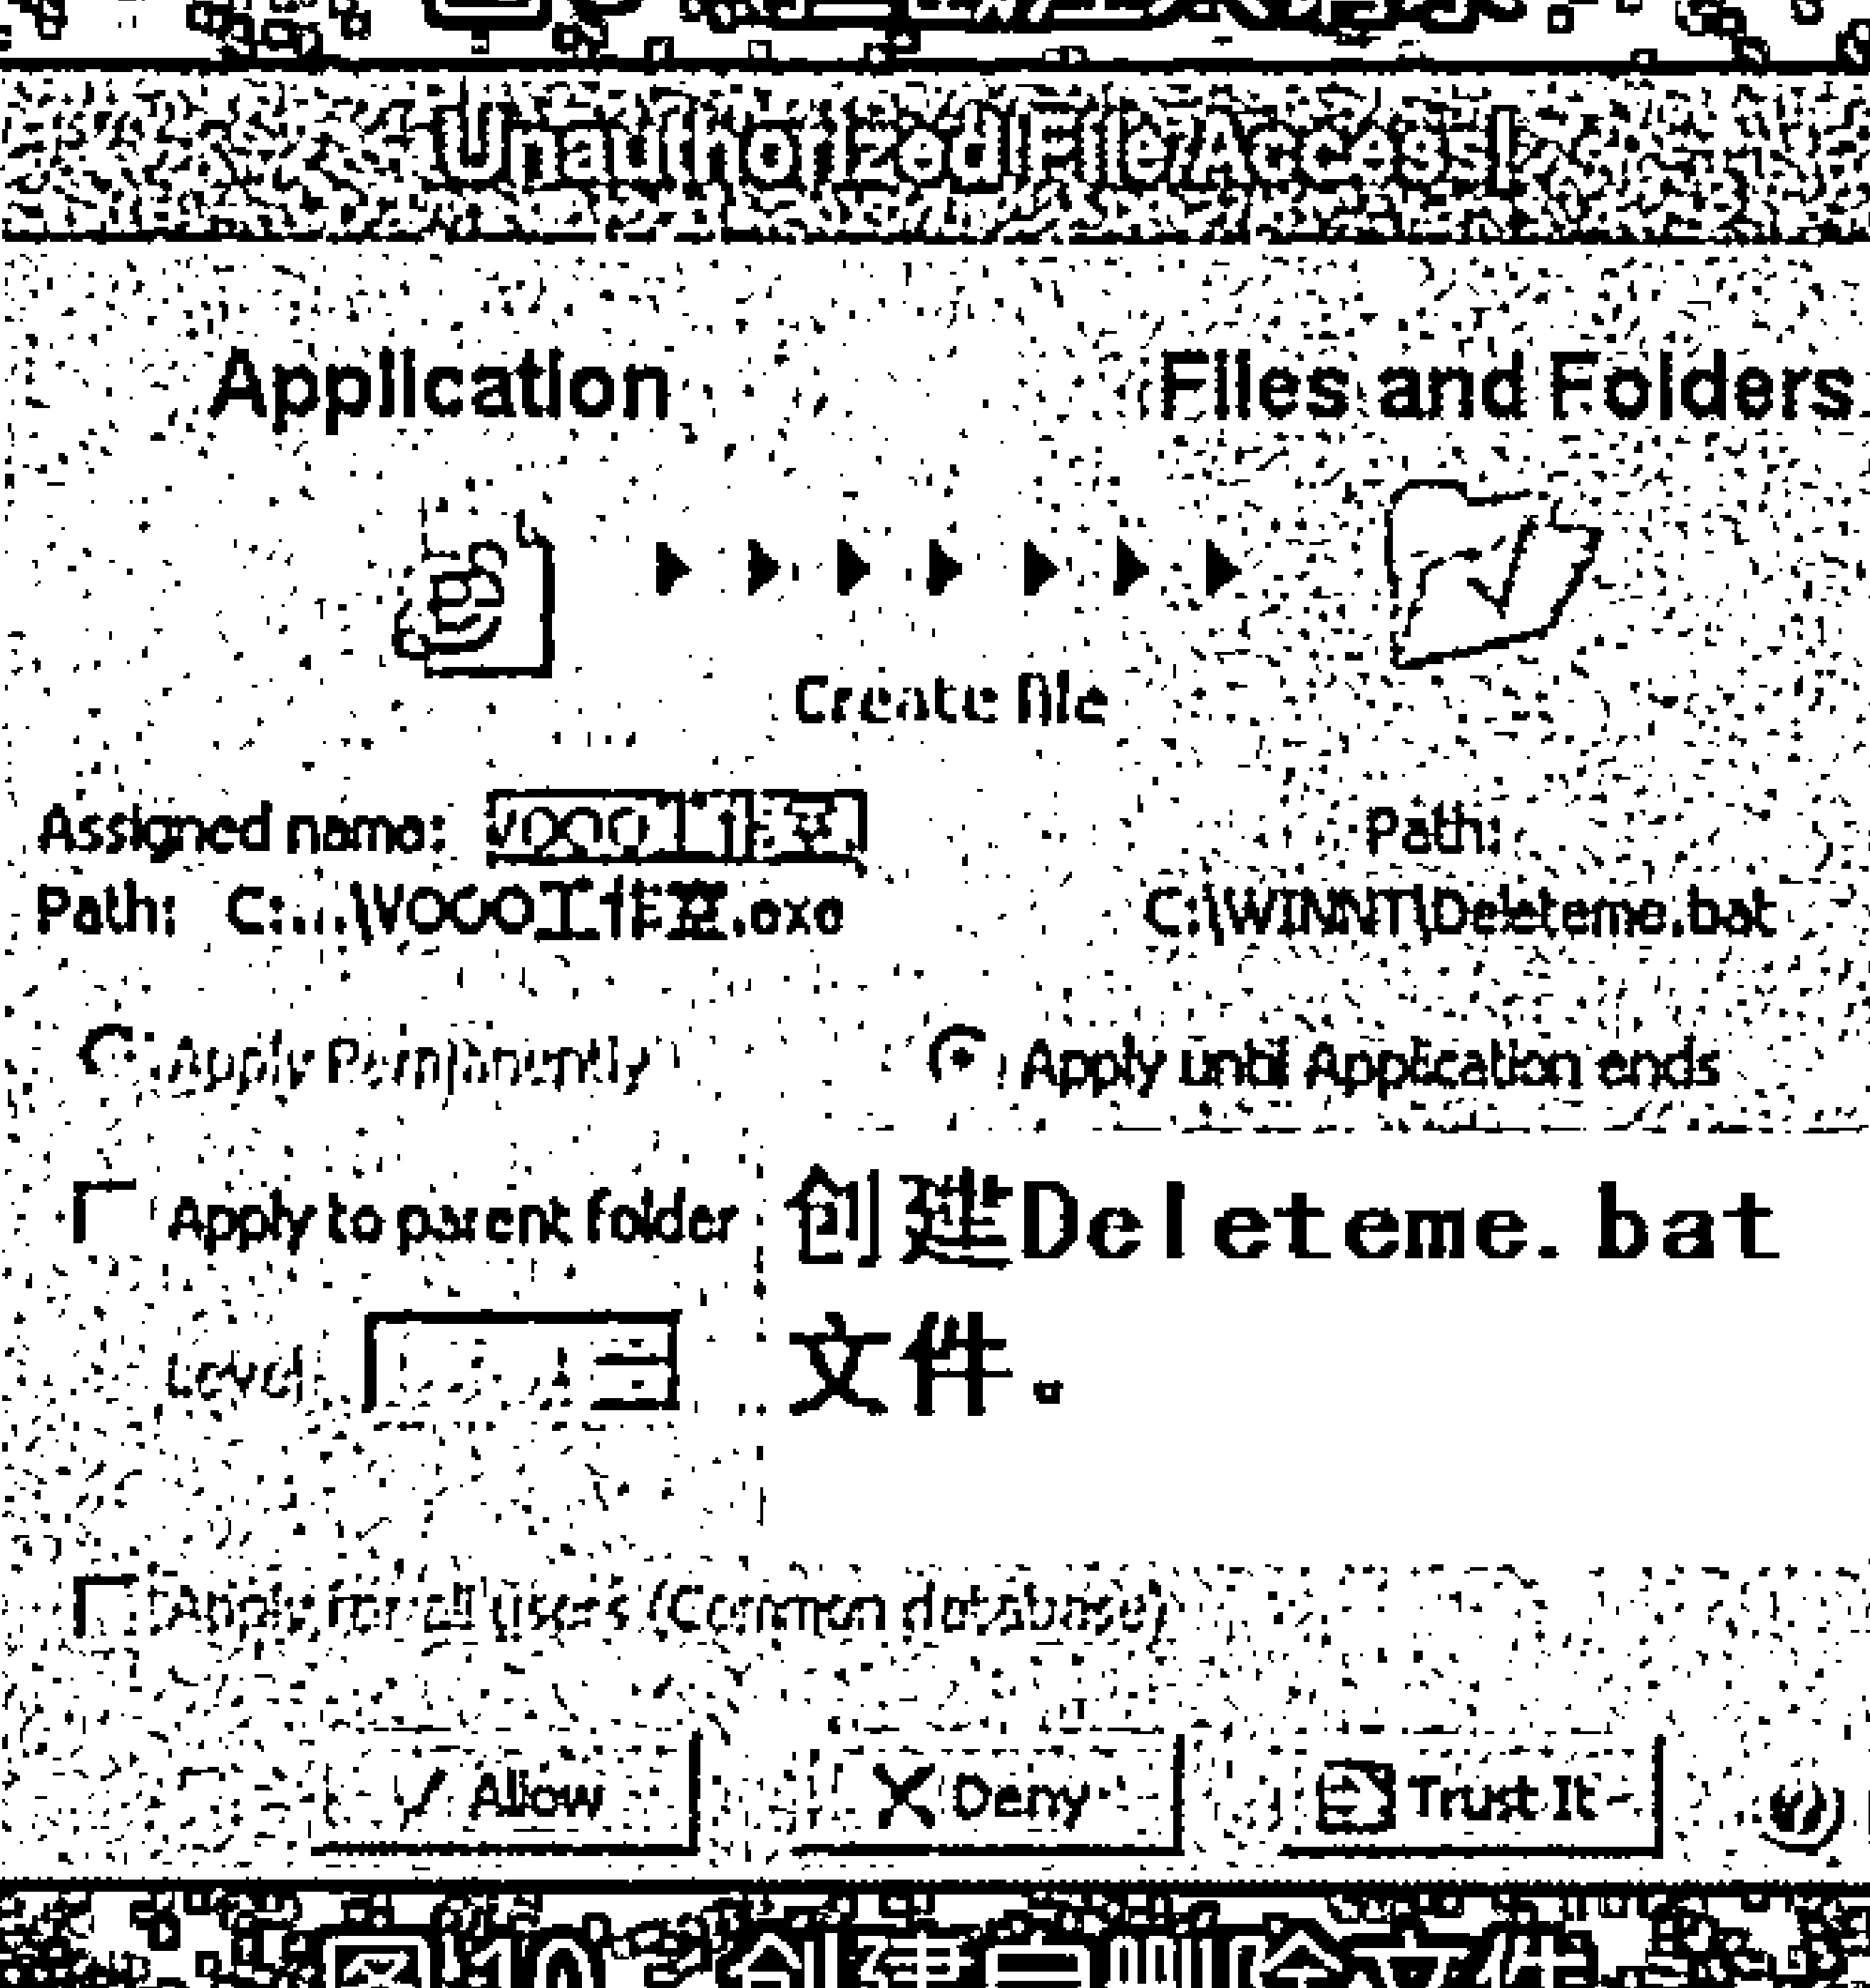 Unauthorized File Access!
Application
Files and Folders
Create file
Assigned name:
Path:
Path: C:...\VOOO工作室.exe
C:\WINNT\Deleteme.bat
Apply Permanently
Apply until Application ends
Apply to parent folder
创建Deleteme.bat
Level
文件。
Apply for all users (Common database)
Allow
Deny
Trust It
图10 创建自删除文件